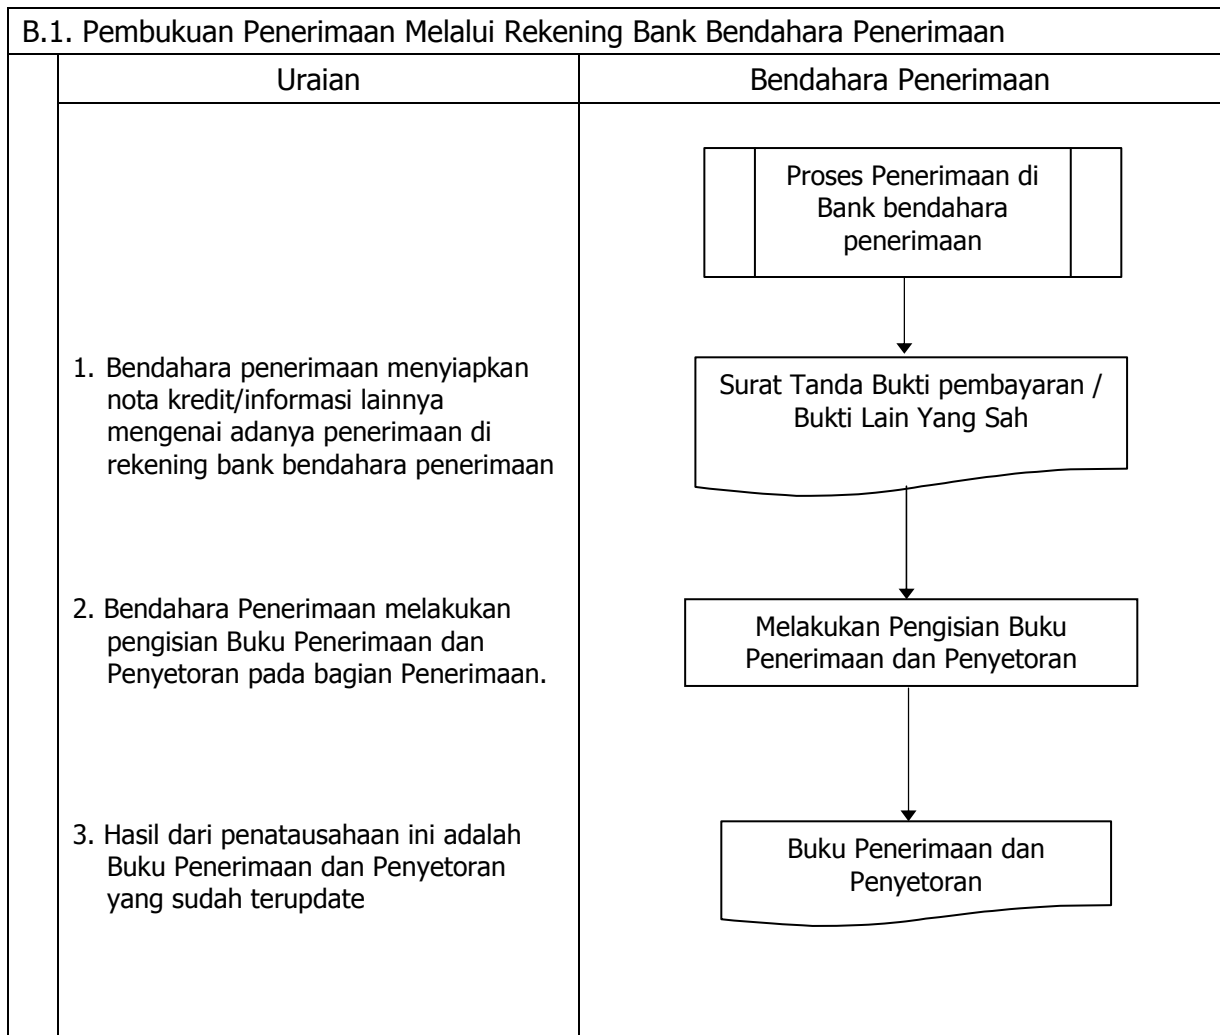 B.1. Pembukuan Penerimaan Melalui Rekening Bank Bendahara Penerimaan
Uraian
Bendahara Penerimaan
Proses Penerimaan di
Bank bendahara
penerimaan
1. Bendahara penerimaan menyiapkan
nota kredit/informasi lainnya
mengenai adanya penerimaan di
rekening bank bendahara penerimaan
Surat Tanda Bukti pembayaran /
Bukti Lain Yang Sah
2. Bendahara Penerimaan melakukan
pengisian Buku Penerimaan dan
Penyetoran pada bagian Penerimaan.
Melakukan Pengisian Buku
Penerimaan dan Penyetoran
3. Hasil dari penatausahaan ini adalah
Buku Penerimaan dan Penyetoran
yang sudah terupdate
Buku Penerimaan dan
Penyetoran